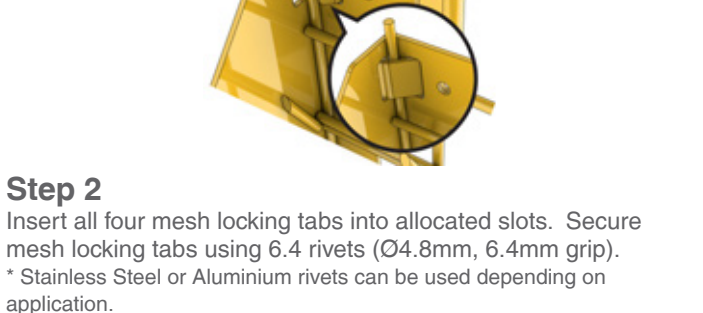 Step 2
Insert all four mesh locking tabs into allocated slots.  Secure
mesh locking tabs using 6.4 rivets (Ø4.8mm, 6.4mm grip).
* Stainless Steel or Aluminium rivets can be used depending on
application.